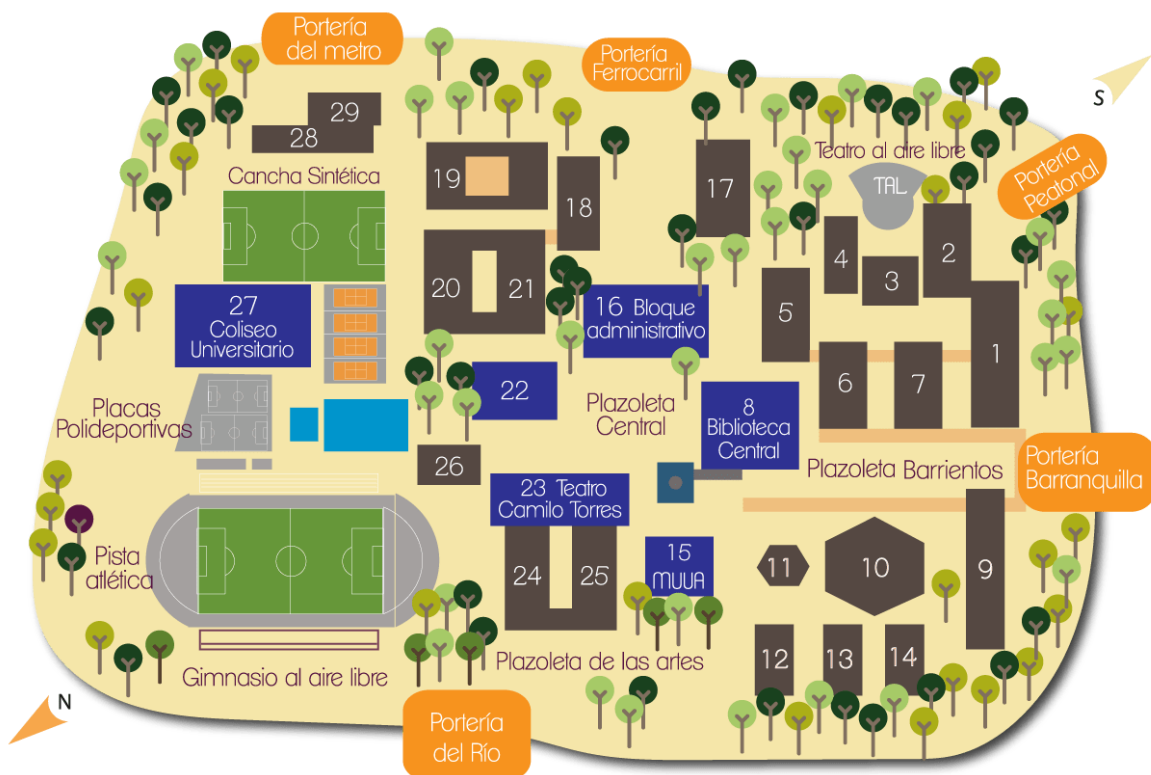 Portería
del metro
Portería
Ferrocarril
S
29
28
Teatro al aire libre
Portería
Peatonal
Cancha Sintética
19
18
17
TAL
4
3
2
20
21
5
1
27
Coliseo
Universitario
16 Bloque
administrativo
6
7
22
Placas
Polideportivas
Plazoleta
Central
8
Biblioteca
Central
26
Plazoleta Barrientos
Portería
Barranquilla
23 Teatro
Camilo Torres
Pista
atlética
24
25
15
MUUA
11
10
9
12
13
14
Gimnasio al aire libre
Plazoleta de las artes
N
Portería
del Río